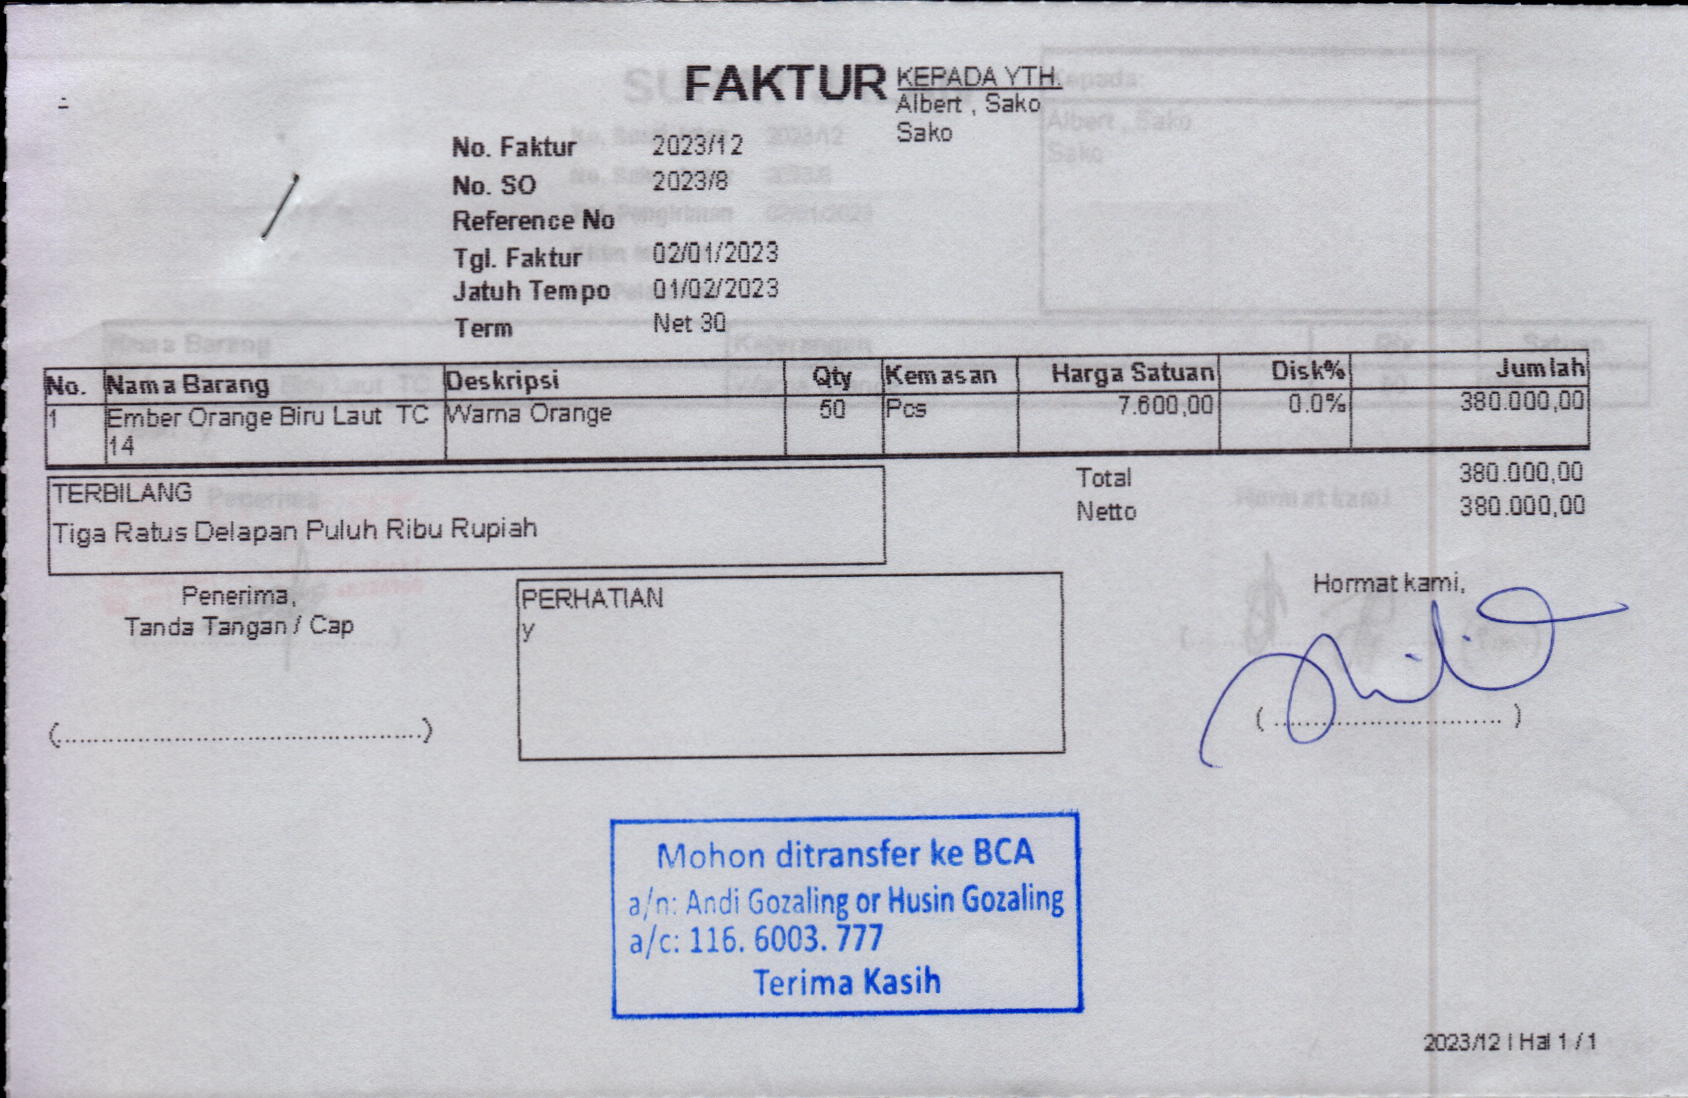 FAKTUR
KEPADA YTH.
Albert , Sako
Sako
No. Faktur 2023/12
No. SO 2023/8
Reference No
Tgl. Faktur 02/01/2023
Jatuh Tempo 01/02/2023
Term Net 30
No. Nama Barang Deskripsi Qty Kemasan Harga Satuan Disk% Jumlah
1 Ember Orange Biru Laut TC Warna Orange 50 Pcs 7.600,00 0.0% 380.000,00
14
Total 380.000,00
Netto 380.000,00
TERBILANG
Tiga Ratus Delapan Puluh Ribu Rupiah
Penerima,
Tanda Tangan / Cap
(.............................................)
PERHATIAN
y
Hormat kami,
( ............................ )
Mohon ditransfer ke BCA
a/n: Andi Gozaling or Husin Gozaling
a/c: 116. 6003. 777
Terima Kasih
2023/12 | Hal 1 / 1